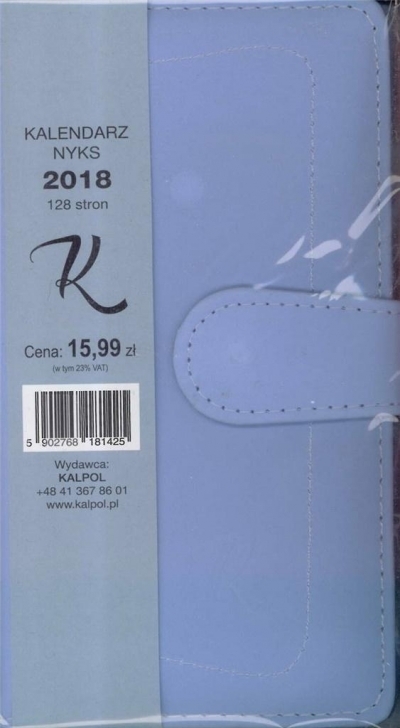 KALENDARZ
NYKS
2018
128 stron
K
Cena: 15,99 zł
(w tym 23% VAT)
5 902768 181425
Wydawca:
KALPOL
+48 41 367 86 01
www.kalpol.pl